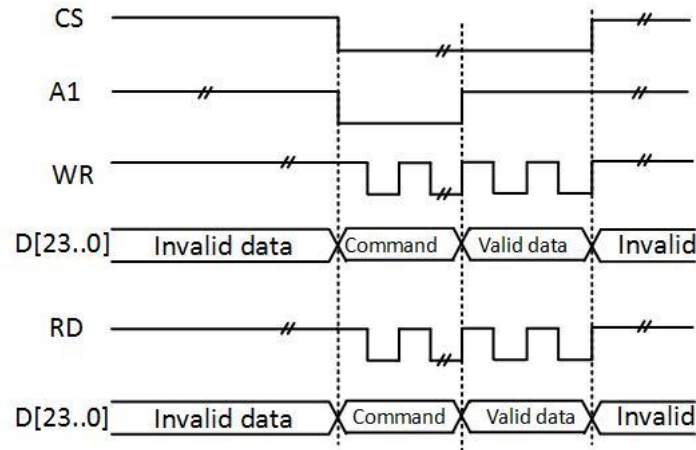 CS
A1
WR
D[23..0] Invalid data Command Valid data Invalid
RD
D[23..0] Invalid data Command Valid data Invalid